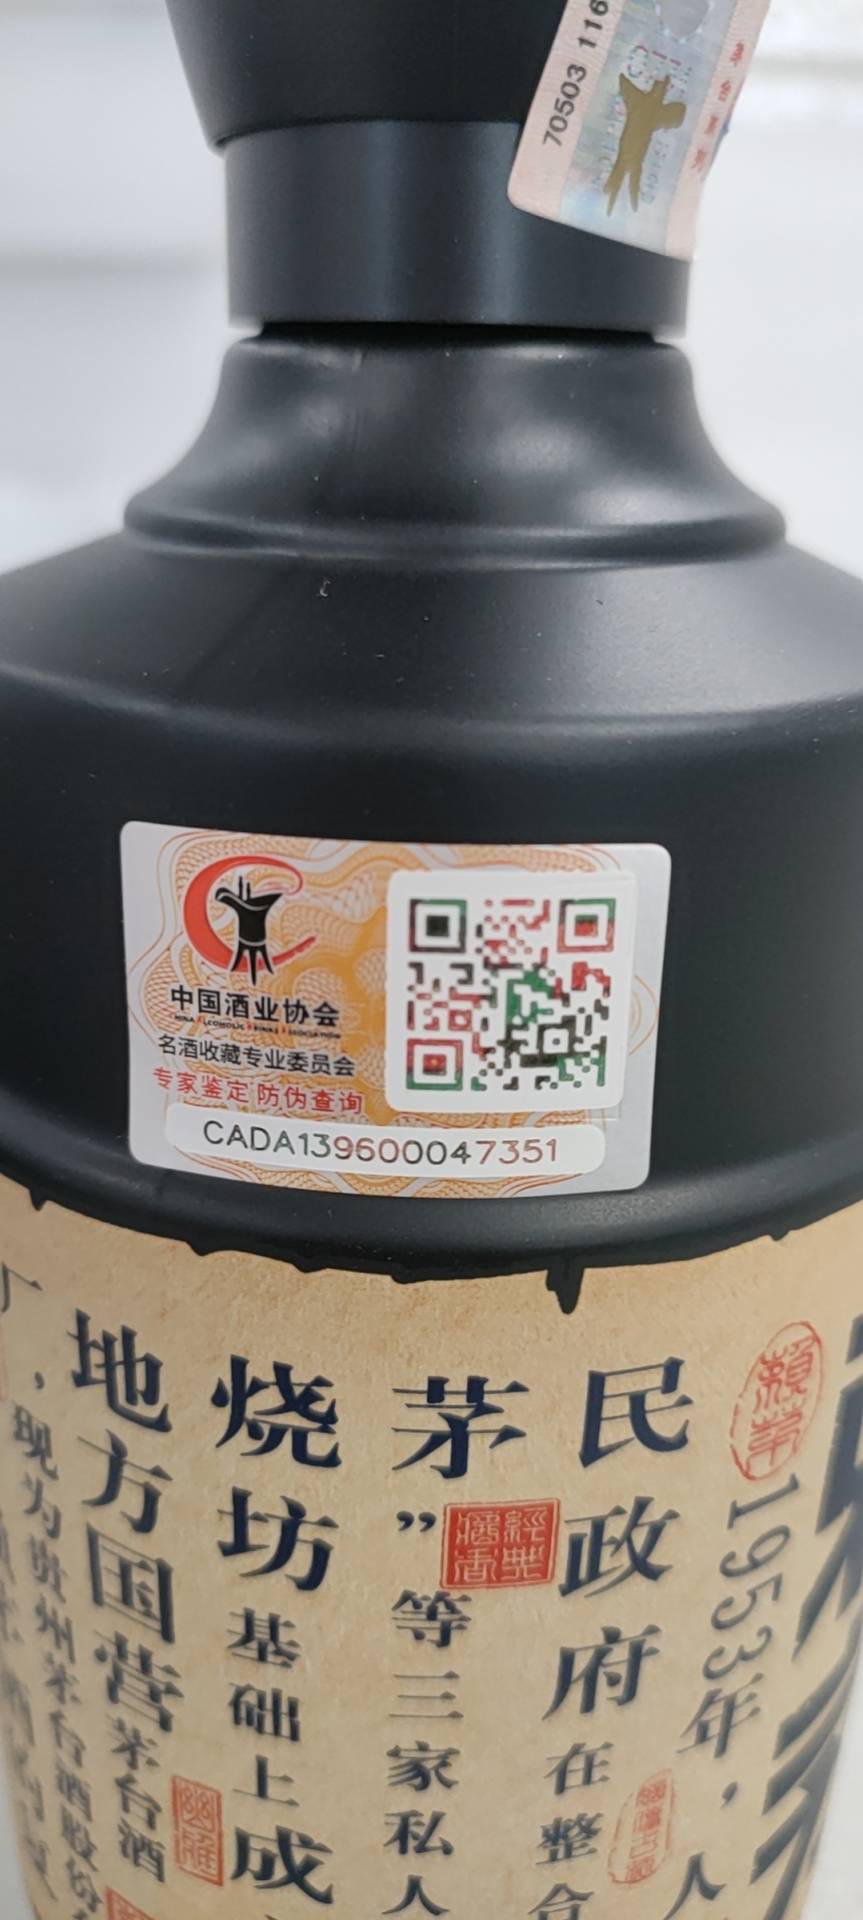 70503 116
中国酒业协会
名酒收藏专业委员会
专家鉴定 防伪查询
CADA139600047351
賴茅
1953年，人
民政府在整合
茅”等三家私人
烧坊基础上成
地方国营茅台酒
厂，现为贵州茅台酒股份